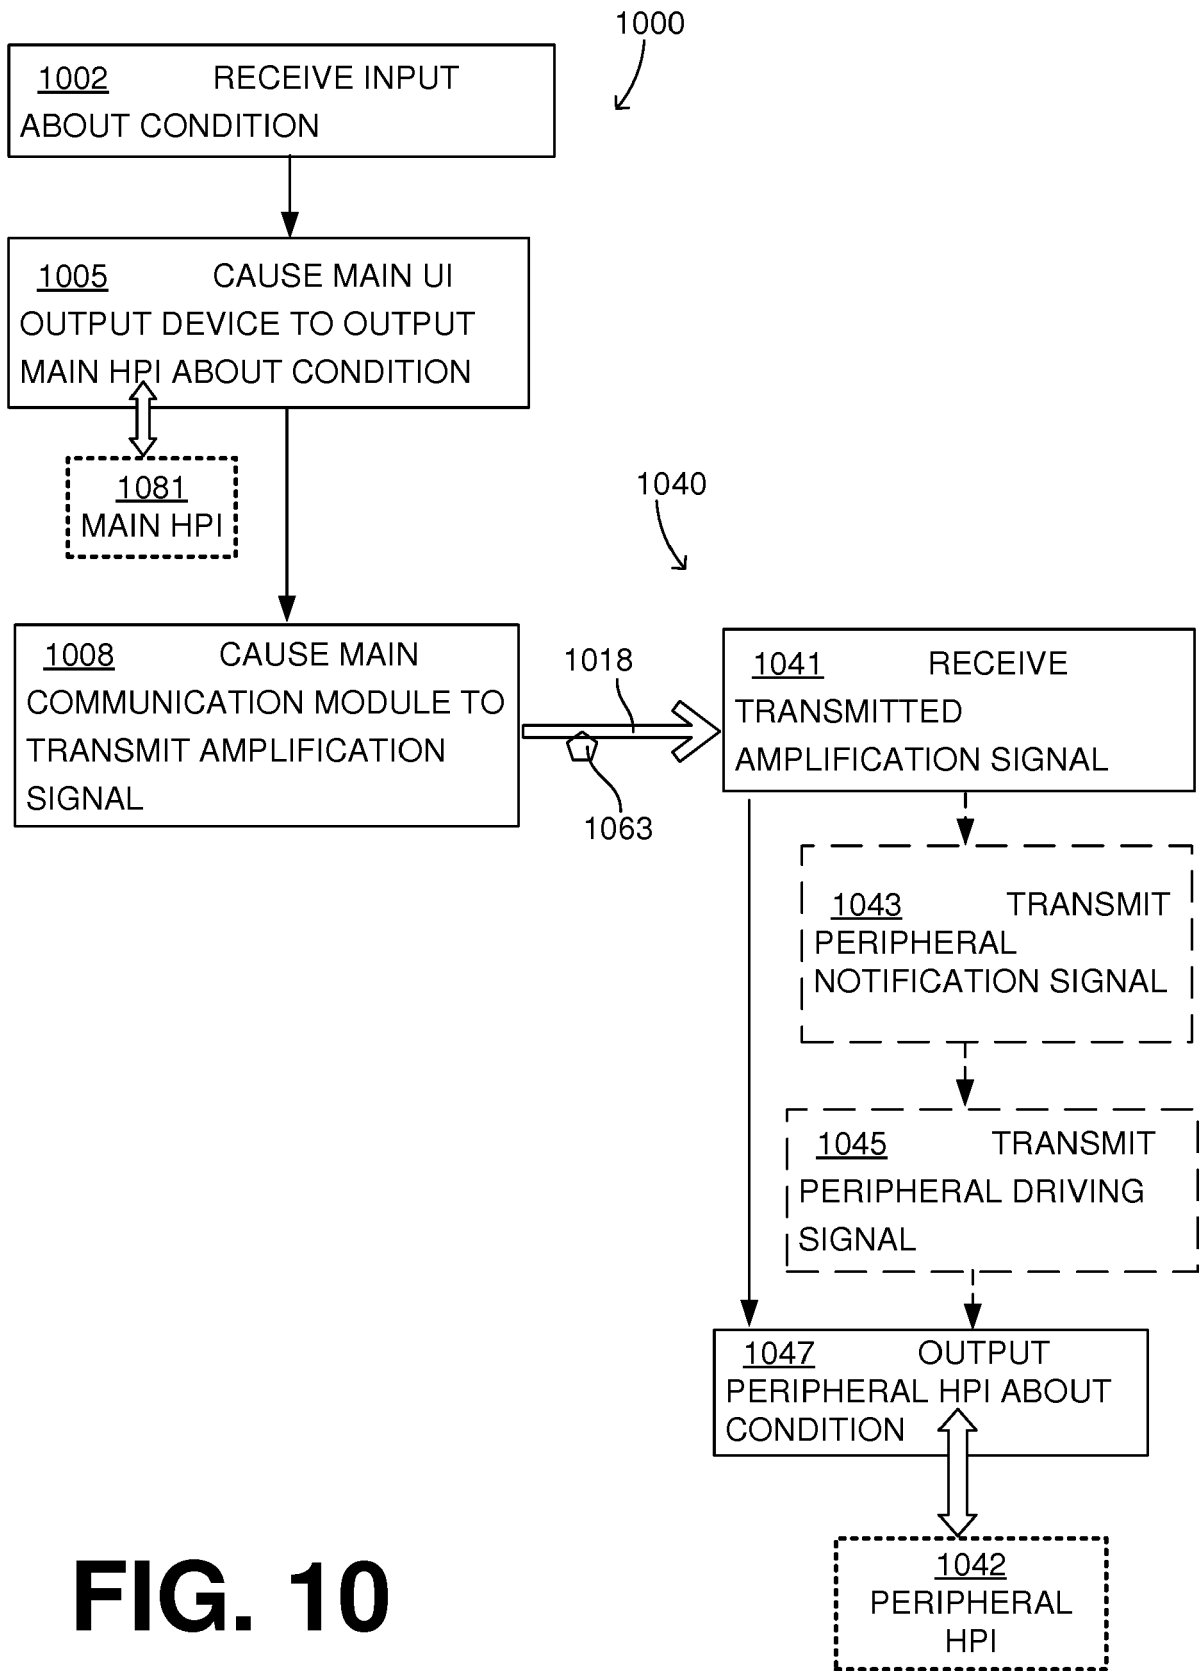 1000
1002 RECEIVE INPUT
ABOUT CONDITION
1005 CAUSE MAIN UI
OUTPUT DEVICE TO OUTPUT
MAIN HPI ABOUT CONDITION
1081
MAIN HPI
1040
1008 CAUSE MAIN
COMMUNICATION MODULE TO
TRANSMIT AMPLIFICATION
SIGNAL
1018
1063
1041 RECEIVE
TRANSMITTED
AMPLIFICATION SIGNAL
1043 TRANSMIT
PERIPHERAL
NOTIFICATION SIGNAL
1045 TRANSMIT
PERIPHERAL DRIVING
SIGNAL
1047 OUTPUT
PERIPHERAL HPI ABOUT
CONDITION
1042
PERIPHERAL
HPI
FIG. 10